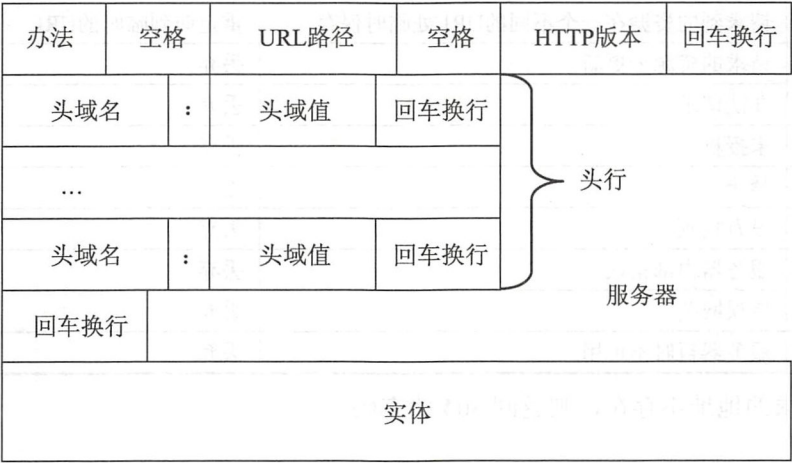 办法 空格 URL路径 空格 HTTP版本 回车换行
头域名 : 头域值 回车换行
…
头行
头域名 : 头域值 回车换行
服务器
回车换行
实体